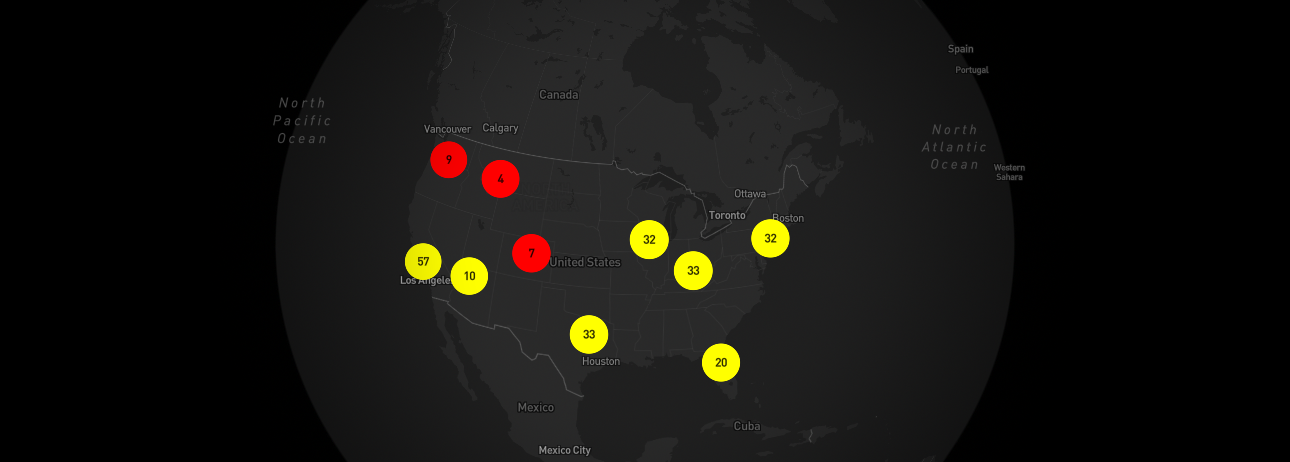 Spain
Portugal
Canada
North
Pacific
Ocean
Vancouver
Calgary
North
Atlantic
Ocean
9
Western
Sahara
4
Ottawa
Toronto
Boston
32
32
7
57
United States
33
10
Los Angele
33
Houston
20
Mexico
Cuba
Mexico City